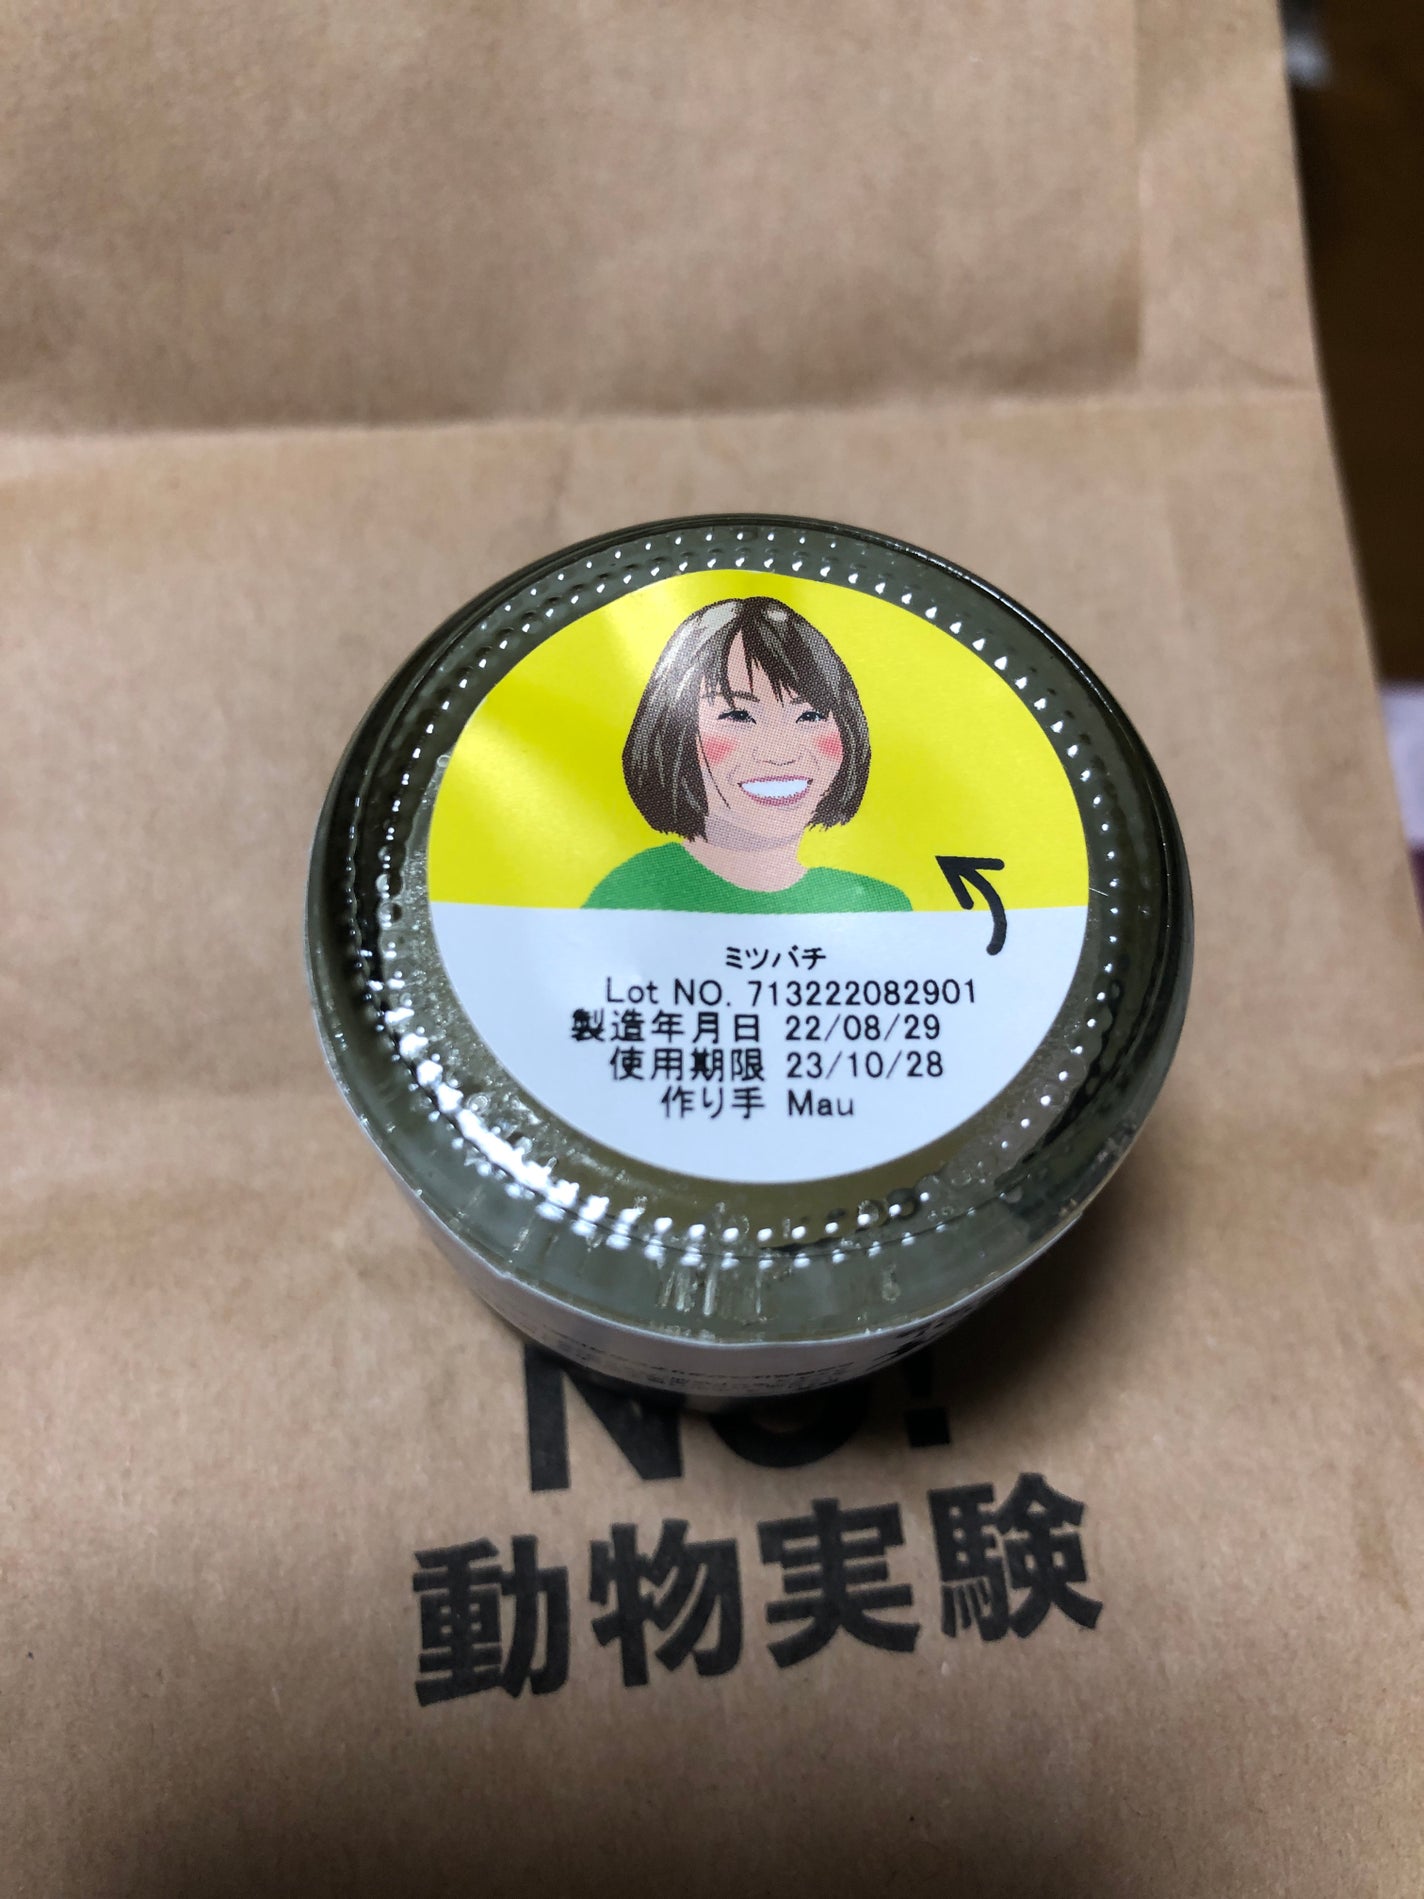 ミツバチ
Lot NO. 713222082901
製造年月日 22/08/29
使用期限 23/10/28
作り手 Mau
NO!
動物実験